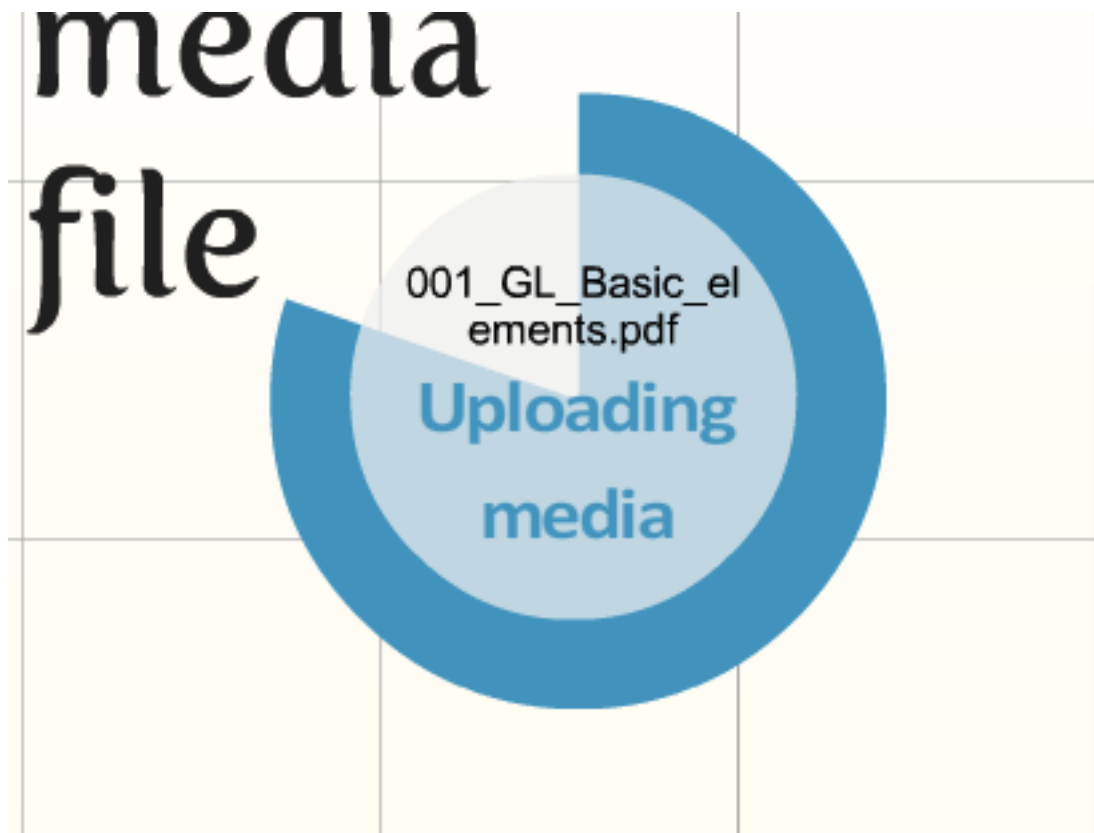 media
file
001_GL_Basic_el
ements.pdf
Uploading
media